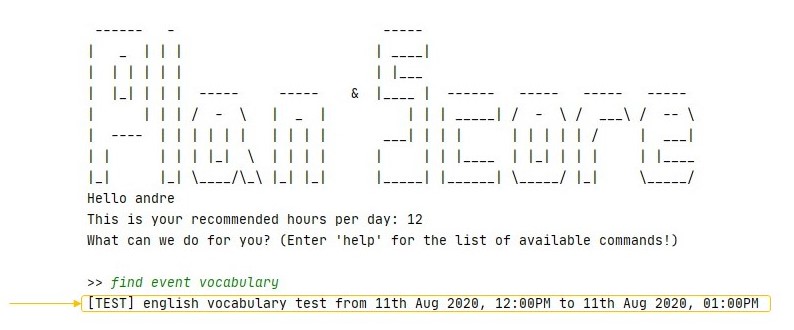 Plan & Score
Hello andre
This is your recommended hours per day: 12
What can we do for you? (Enter 'help' for the list of available commands!)
>> find event vocabulary
[TEST] english vocabulary test from 11th Aug 2020, 12:00PM to 11th Aug 2020, 01:00PM